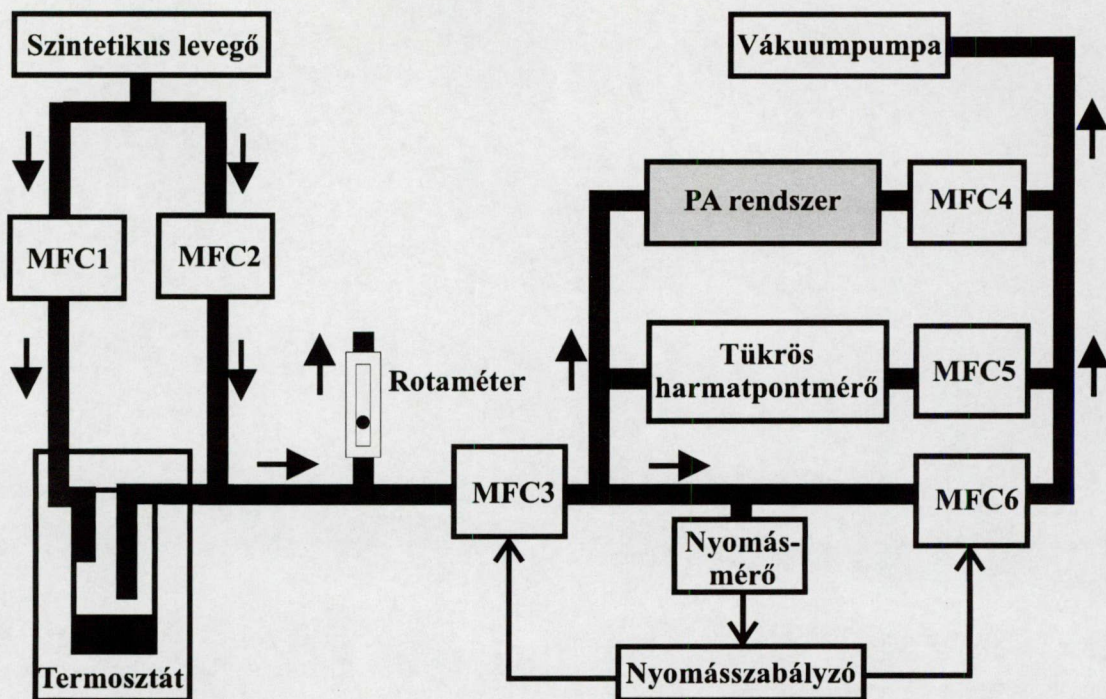 Szintetikus levegő
Vákuumpumpa
MFC1
MFC2
PA rendszer
MFC4
Rotaméter
Tükrös
harmatpontmérő
MFC5
MFC3
MFC6
Nyomás-
mérő
Termosztát
Nyomásszabályzó